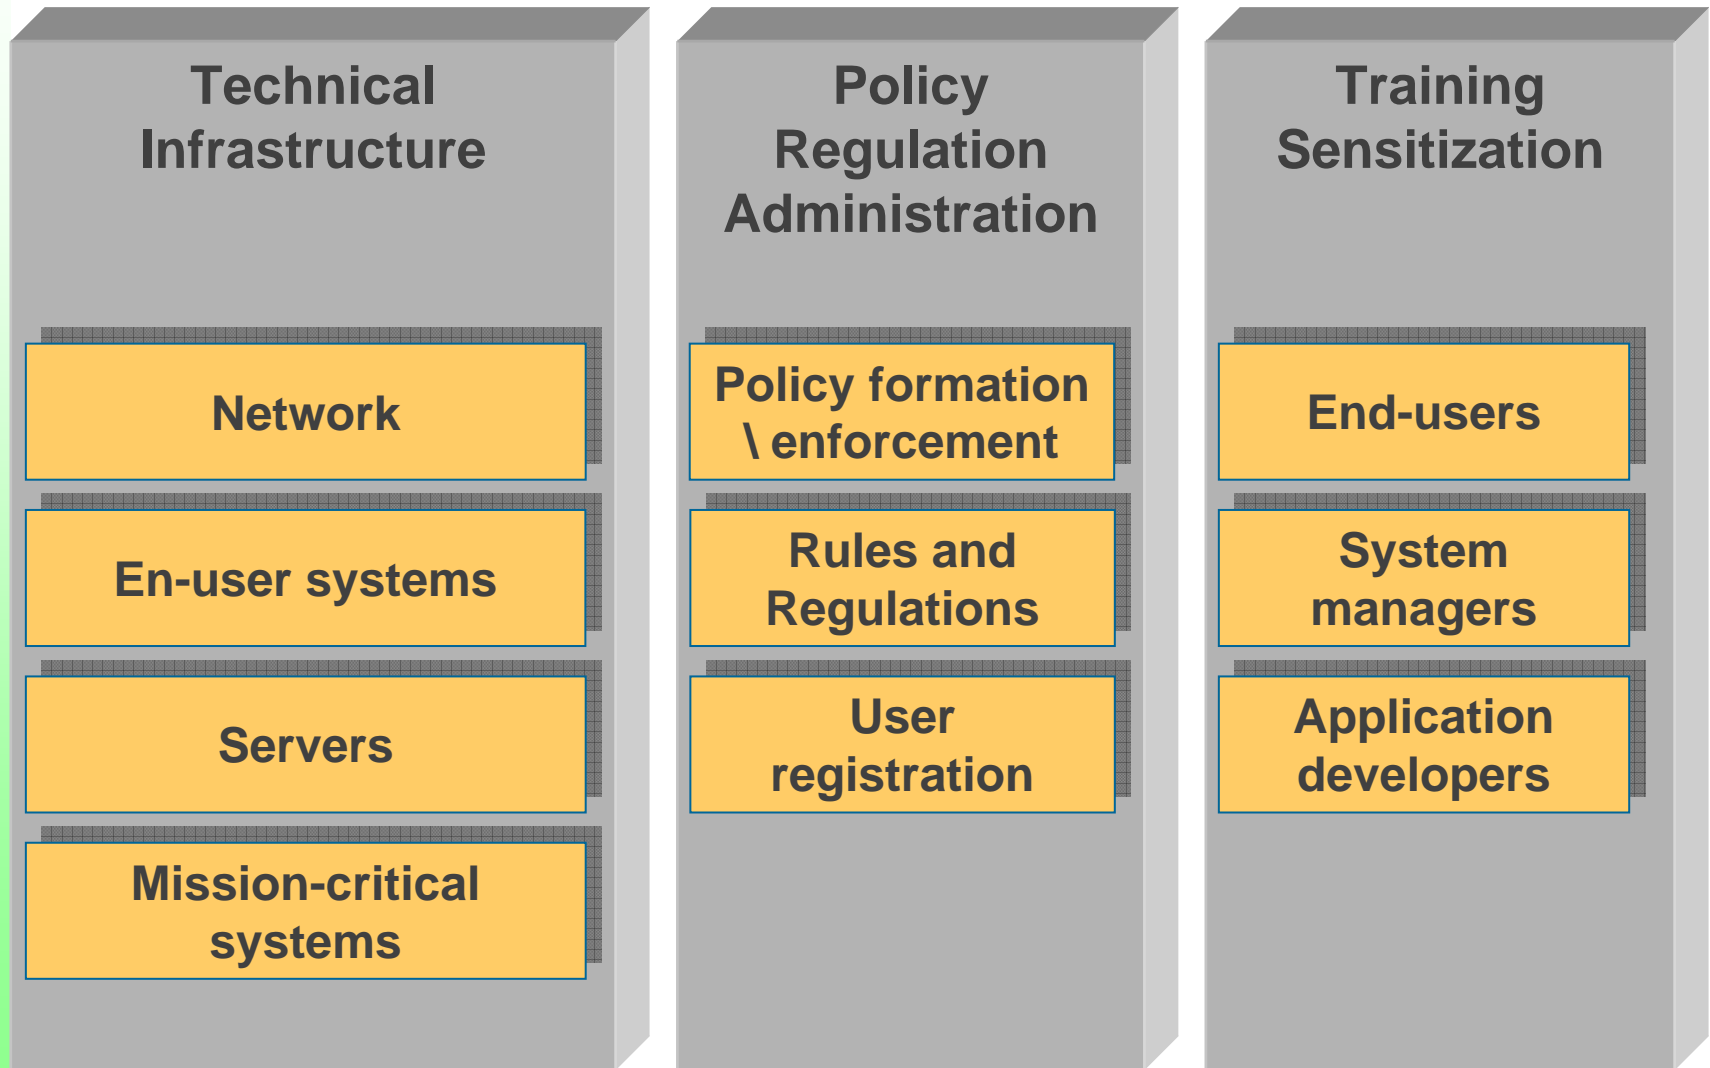 Technical
Infrastructure
Network
En-user systems
Servers
Mission-critical
systems
Policy
Regulation
Administration
Policy formation
\ enforcement
Rules and
Regulations
User
registration
Training
Sensitization
End-users
System
managers
Application
developers